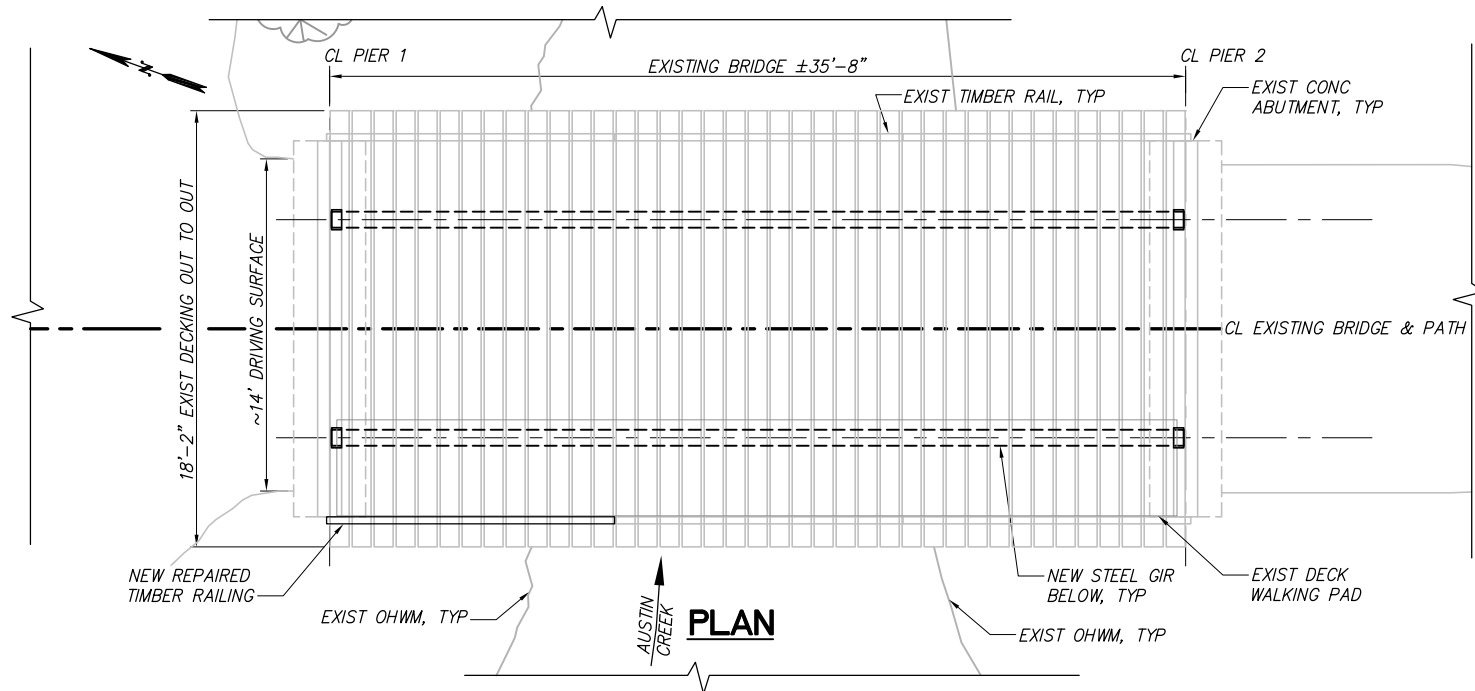 CL PIER 1
CL PIER 2
EXISTING BRIDGE ±35'-8"
N
EXIST TIMBER RAIL, TYP
EXIST CONC
ABUTMENT, TYP
18'-2" EXIST DECKING OUT TO OUT
~14' DRIVING SURFACE
CL EXISTING BRIDGE & PATH
NEW REPAIRED
TIMBER RAILING
EXIST OHWM, TYP
AUSTIN
CREEK
PLAN
NEW STEEL GIR
BELOW, TYP
EXIST DECK
WALKING PAD
EXIST OHWM, TYP